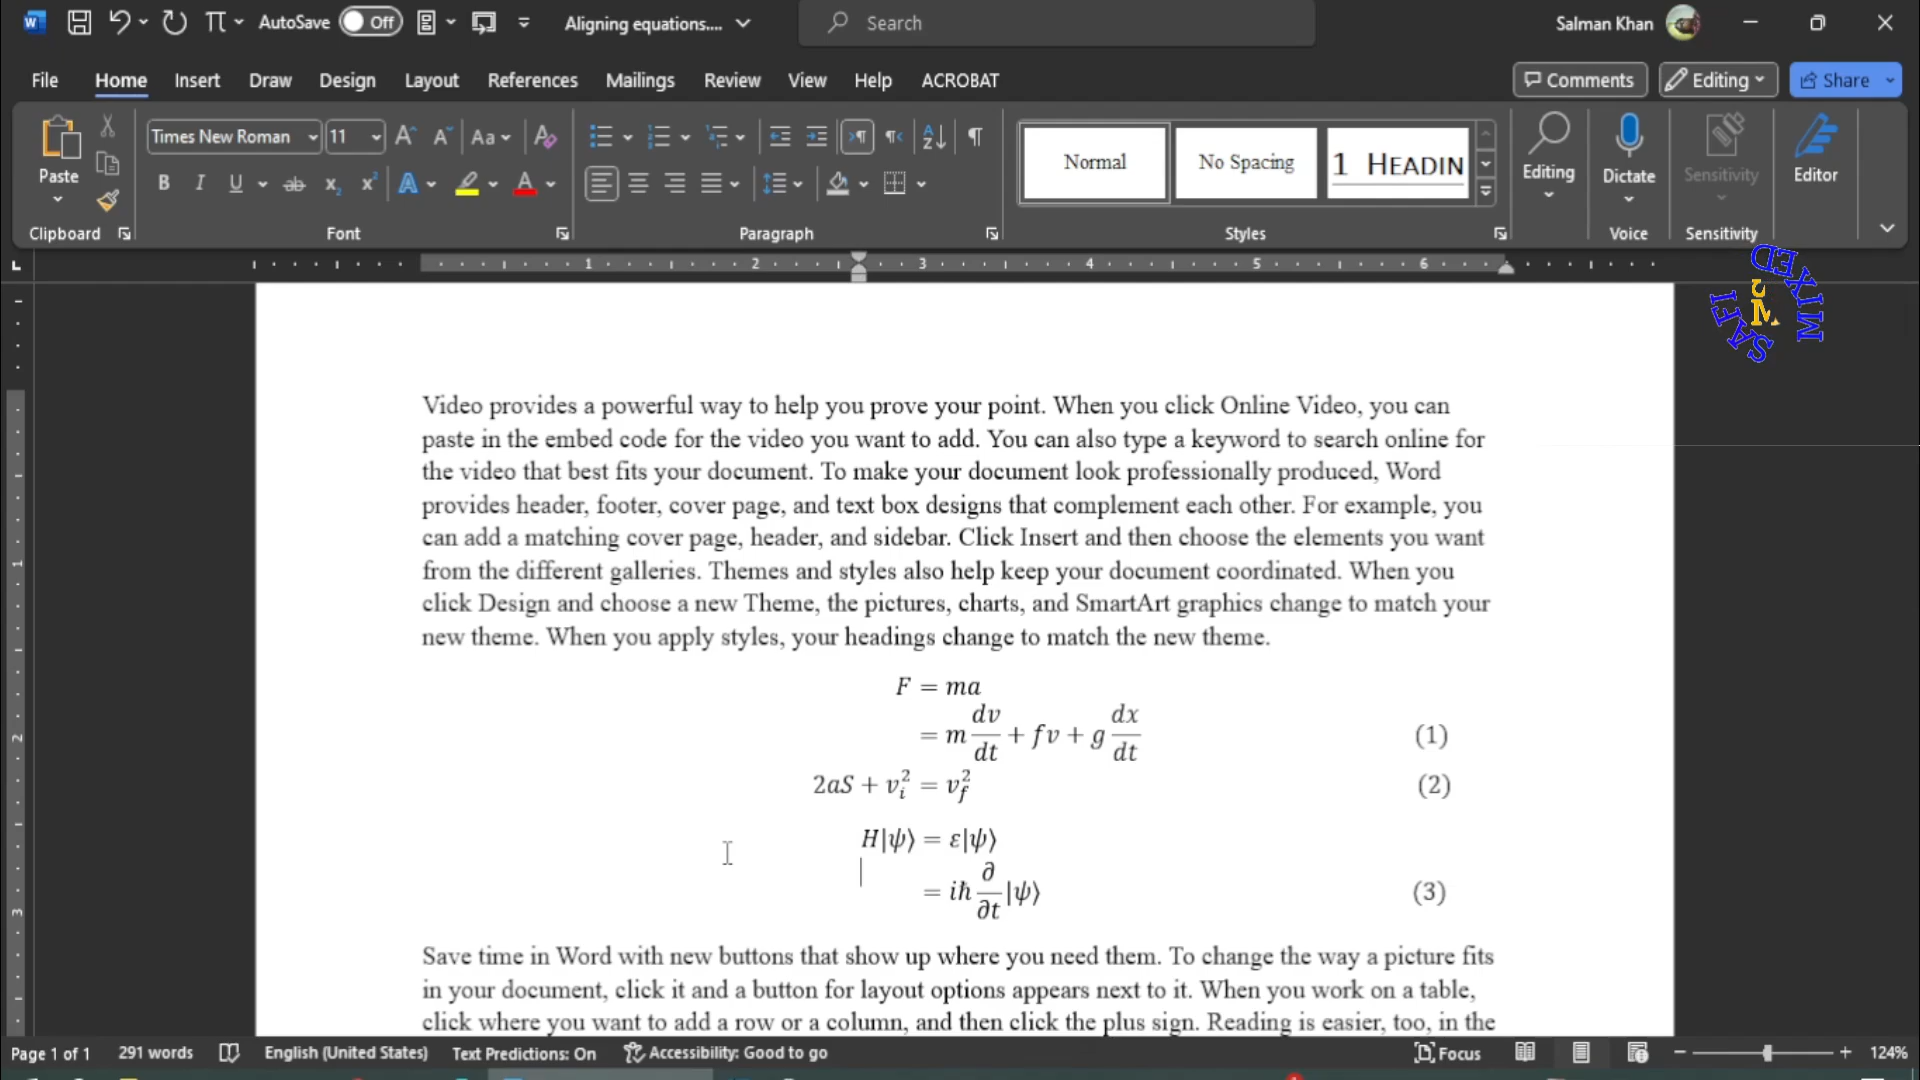 AutoSave Off Aligning equations.... Search Salman Khan
File Home Insert Draw Design Layout References Mailings Review View Help ACROBAT Comments Editing Share
Paste Times New Roman 11 Aa Normal No Spacing 1 HEADIN Editing Dictate Sensitivity Editor
B I U ab
Clipboard Font Paragraph Styles Voice Sensitivity
1 2 3 4 5 6
MIXED
SAFI
Video provides a powerful way to help you prove your point. When you click Online Video, you can
paste in the embed code for the video you want to add. You can also type a keyword to search online for
the video that best fits your document. To make your document look professionally produced, Word
provides header, footer, cover page, and text box designs that complement each other. For example, you
can add a matching cover page, header, and sidebar. Click Insert and then choose the elements you want
from the different galleries. Themes and styles also help keep your document coordinated. When you
click Design and choose a new Theme, the pictures, charts, and SmartArt graphics change to match your
new theme. When you apply styles, your headings change to match the new theme.
F = ma
= m dv/dt + fv + g dx/dt (1)
2aS + v_i^2 = v_f^2 (2)
H|ψ⟩ = ε|ψ⟩
= iħ ∂/∂t |ψ⟩ (3)
Save time in Word with new buttons that show up where you need them. To change the way a picture fits
in your document, click it and a button for layout options appears next to it. When you work on a table,
click where you want to add a row or a column, and then click the plus sign. Reading is easier, too, in the
Page 1 of 1 291 words English (United States) Text Predictions: On Accessibility: Good to go Focus 124%